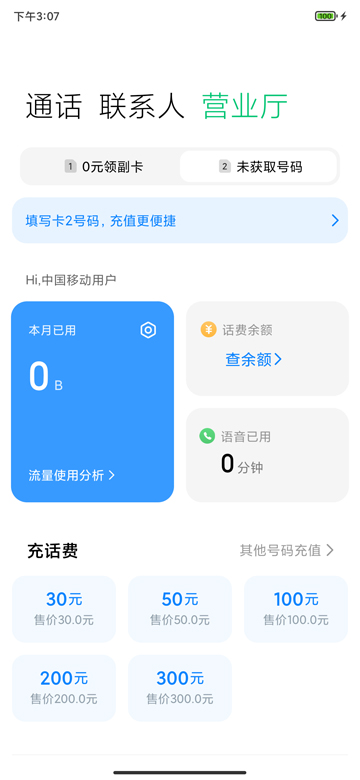 下午3:07
100
通话 联系人 营业厅
1 0元领副卡 2 未获取号码
填写卡2号码，充值更便捷
Hi,中国移动用户
本月已用
0 B
流量使用分析
话费余额
查余额
语音已用
0 分钟
充话费 其他号码充值
30元 50元 100元
售价30.0元 售价50.0元 售价100.0元
200元 300元
售价200.0元 售价300.0元